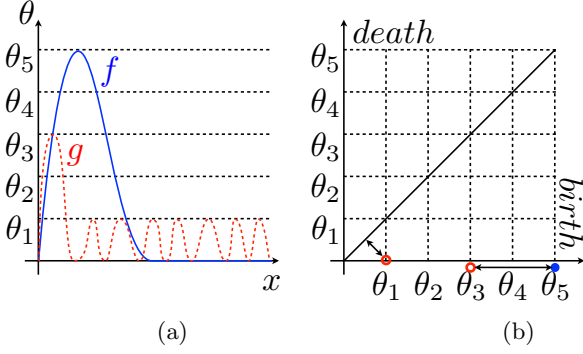 θ
θ₅
θ₄
θ₃
θ₂
θ₁
f
g
x
(a)
death
θ₅
θ₄
θ₃
θ₂
θ₁
birth
θ₁ θ₂ θ₃ θ₄ θ₅
(b)